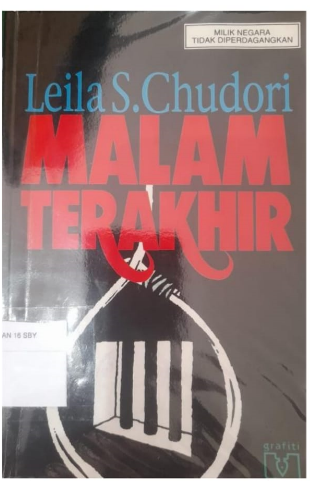 MILIK NEGARA
TIDAK DIPERDAGANGKAN
Leila S. Chudori
MALAM
TERAKHIR
AN 16 SBY
grafiti